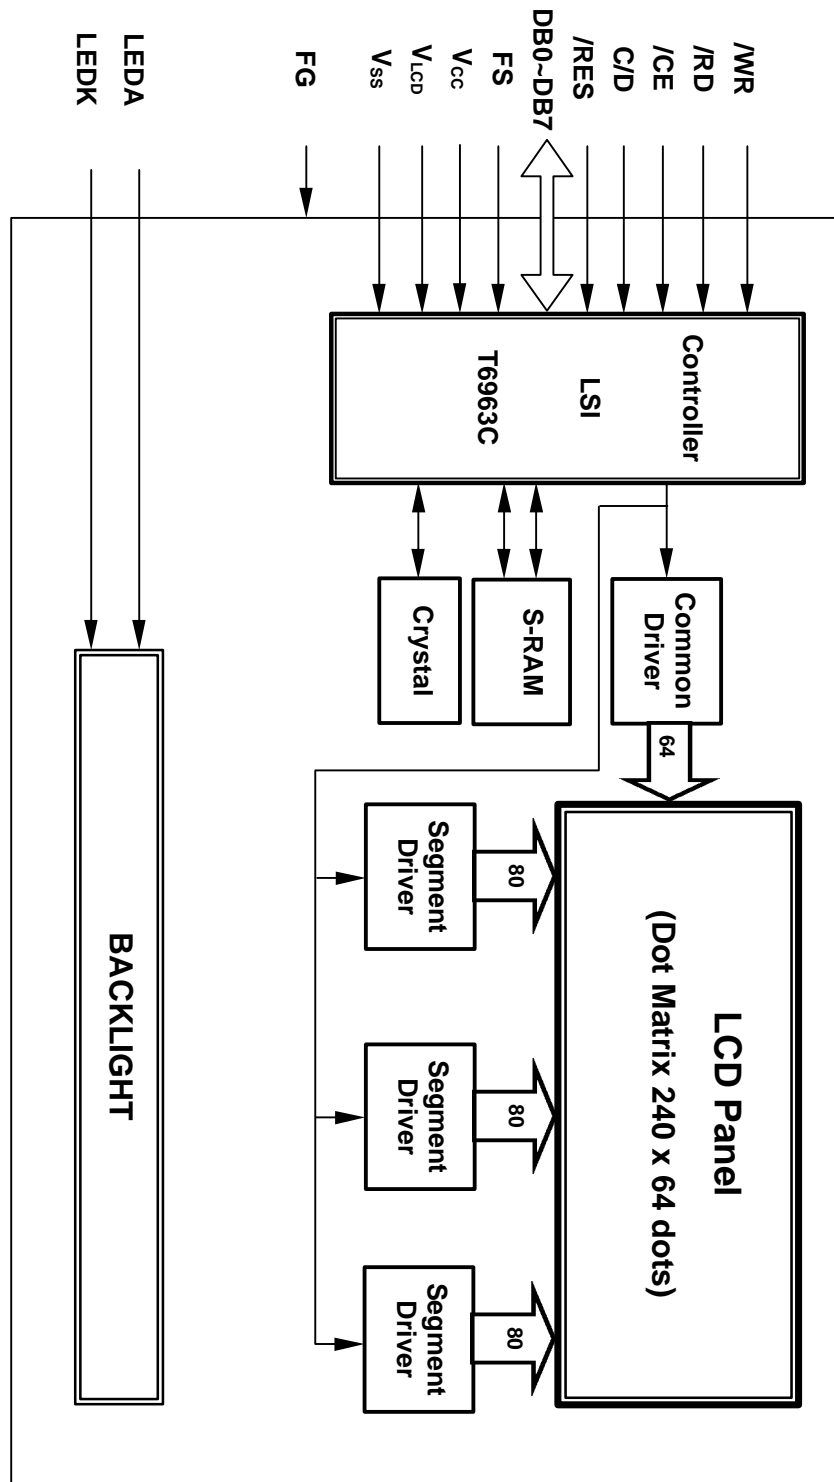 /WR
/RD
/CE
C/D
/RES
DB0~DB7
FS
VCC
VLCD
VSS
FG
LEDA
LEDK
Controller
LSI
T6963C
Common
Driver
S-RAM
Crystal
64
LCD Panel
(Dot Matrix 240 x 64 dots)
80
80
80
Segment
Driver
Segment
Driver
Segment
Driver
BACKLIGHT